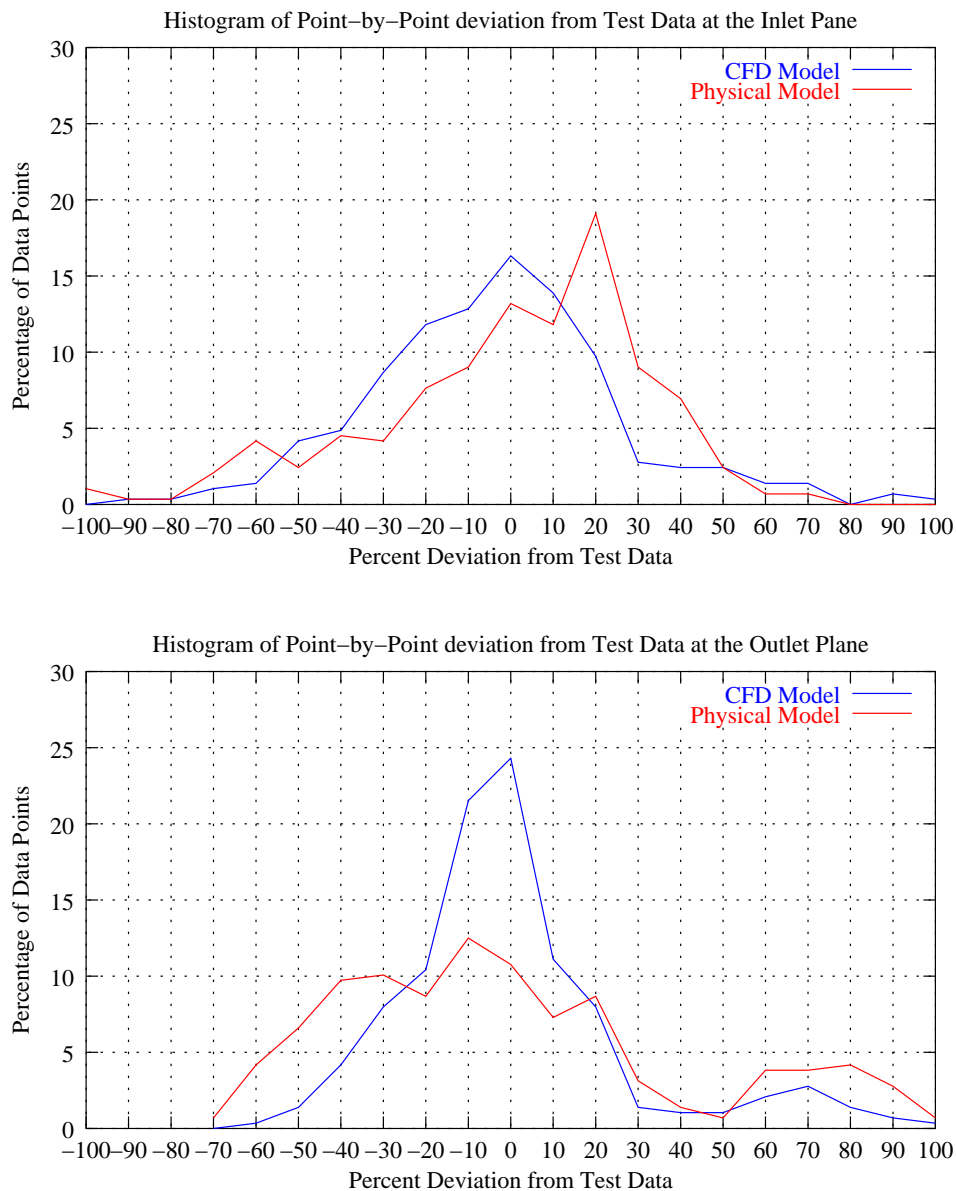 Histogram of Point−by−Point deviation from Test Data at the Inlet Pane
30
25
20
15
10
5
0
Percentage of Data Points
CFD Model
Physical Model
−100 −90 −80 −70 −60 −50 −40 −30 −20 −10 0 10 20 30 40 50 60 70 80 90 100
Percent Deviation from Test Data
Histogram of Point−by−Point deviation from Test Data at the Outlet Plane
30
25
20
15
10
5
0
Percentage of Data Points
CFD Model
Physical Model
−100 −90 −80 −70 −60 −50 −40 −30 −20 −10 0 10 20 30 40 50 60 70 80 90 100
Percent Deviation from Test Data